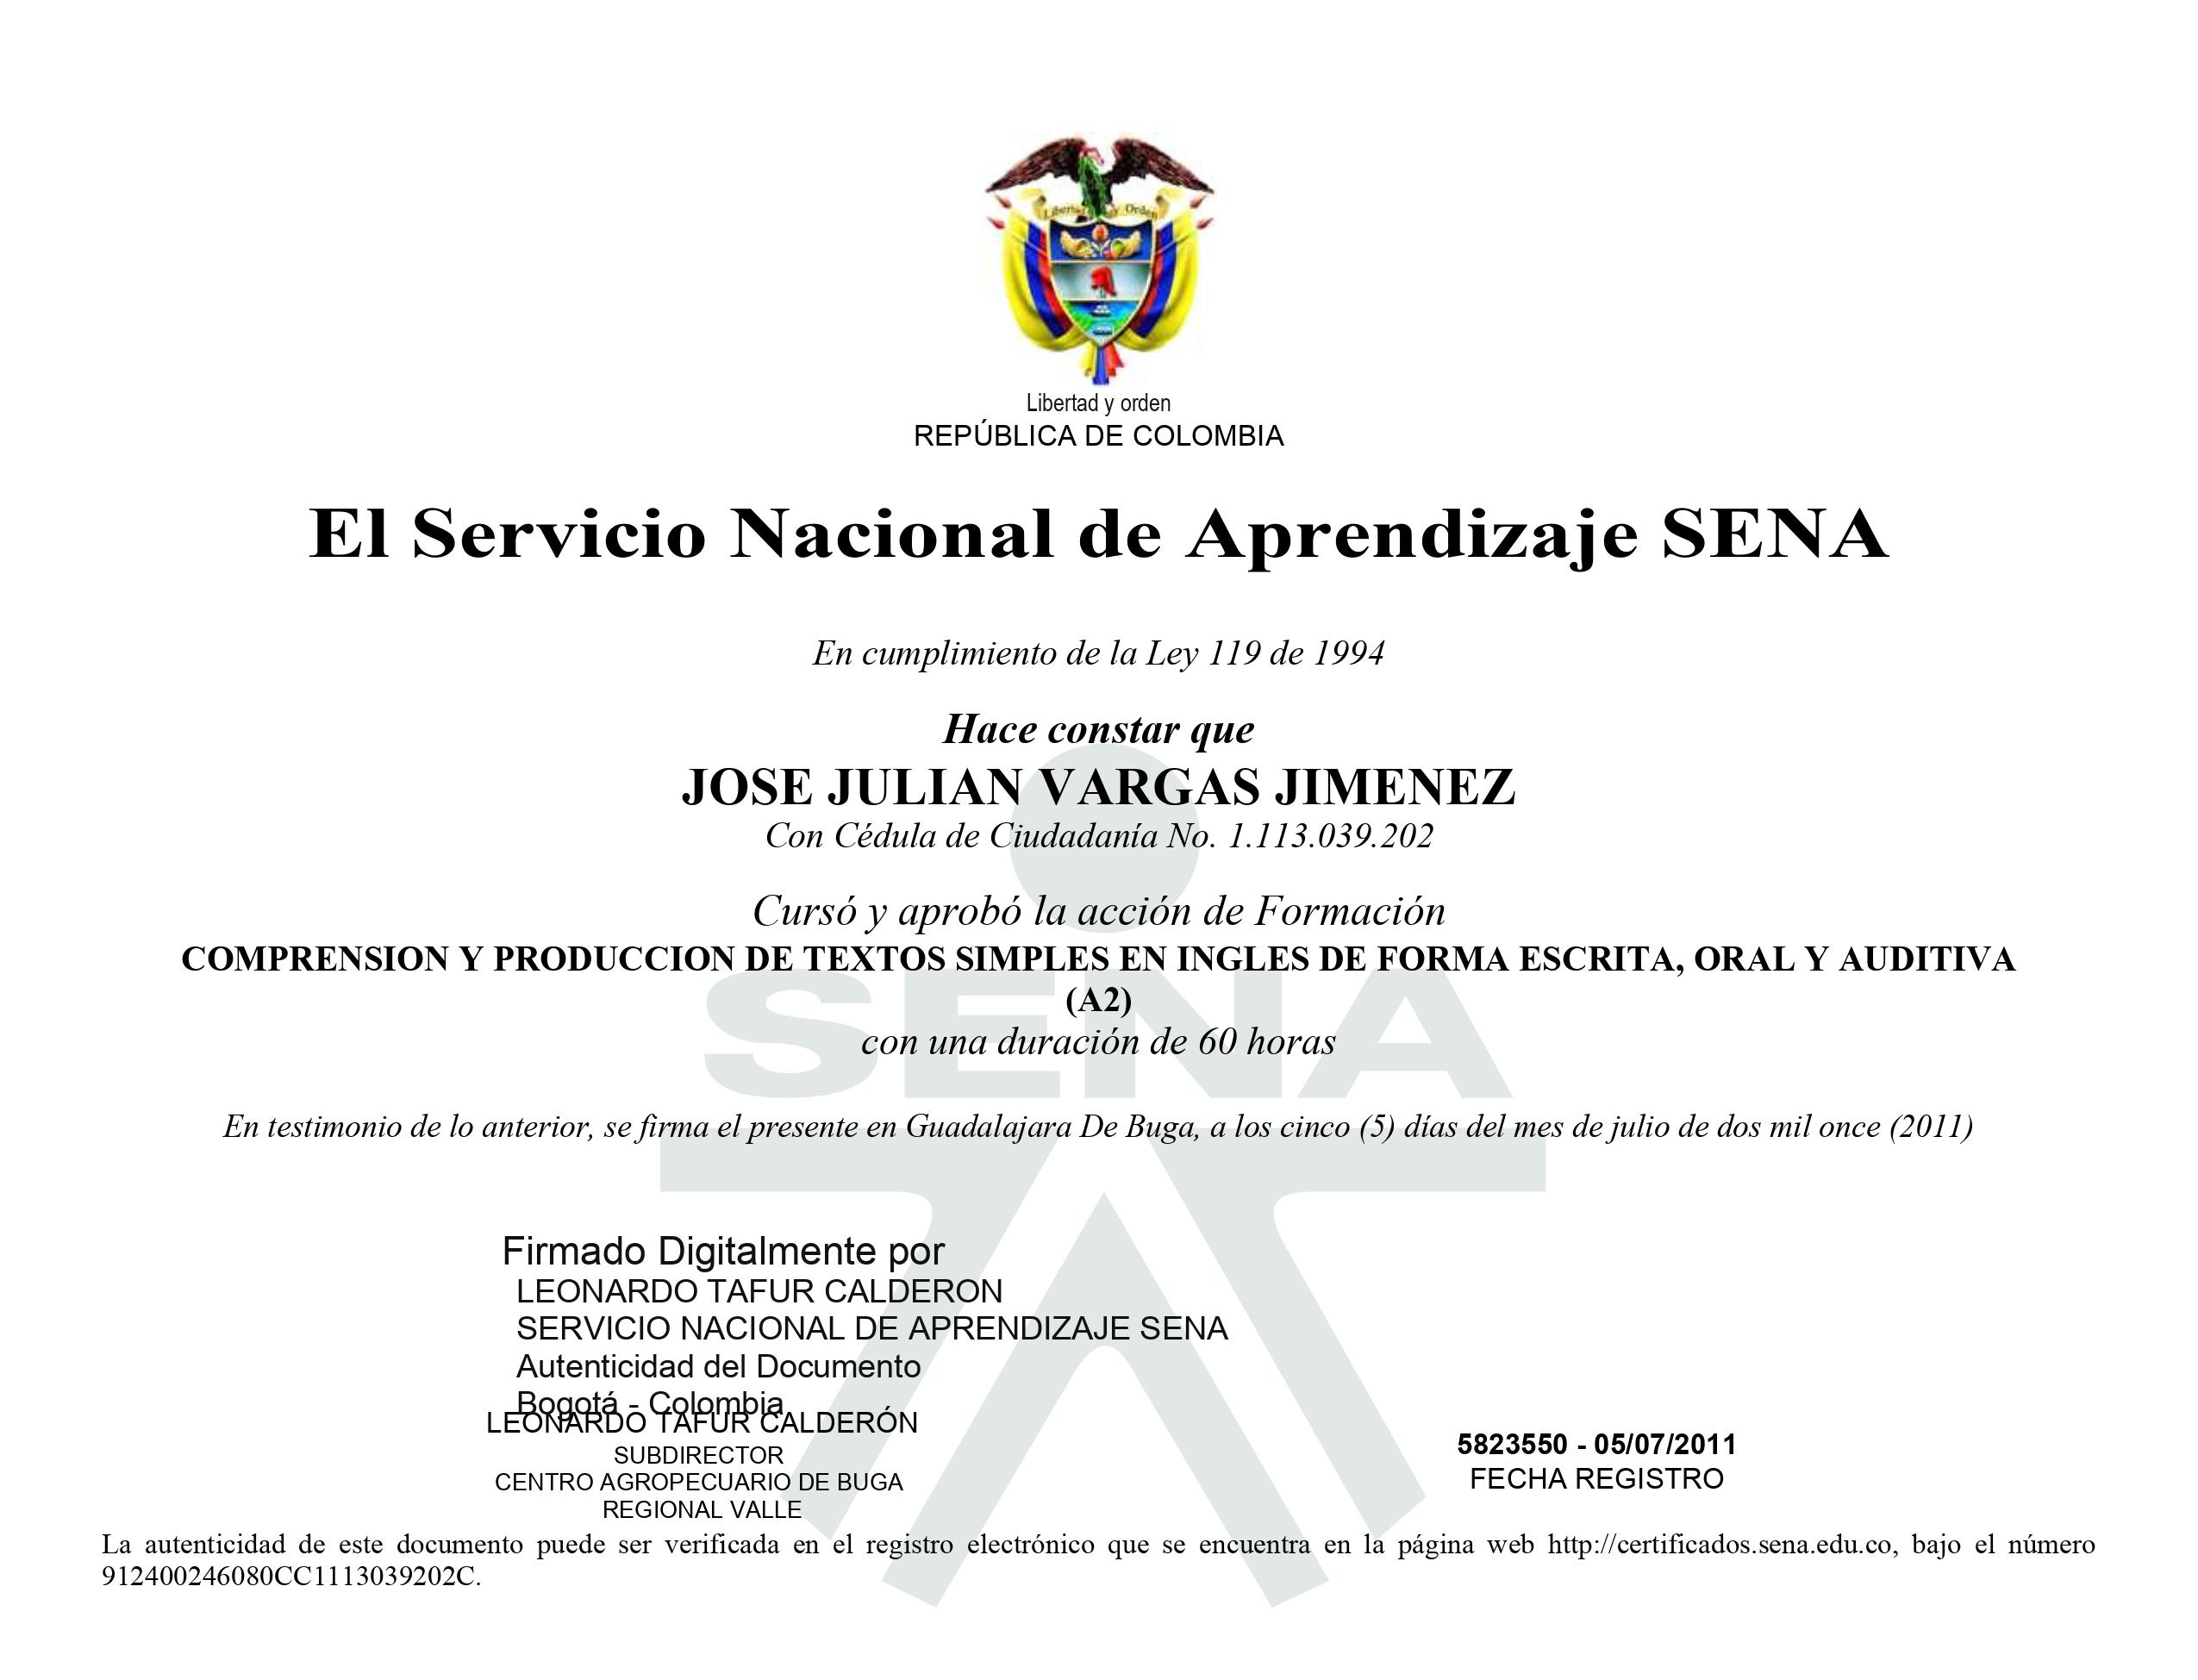 Libertad y Orden
Libertad y orden
REPÚBLICA DE COLOMBIA
El Servicio Nacional de Aprendizaje SENA
En cumplimiento de la Ley 119 de 1994
Hace constar que
JOSE JULIAN VARGAS JIMENEZ
Con Cédula de Ciudadanía No. 1.113.039.202
Cursó y aprobó la acción de Formación
COMPRENSION Y PRODUCCION DE TEXTOS SIMPLES EN INGLES DE FORMA ESCRITA, ORAL Y AUDITIVA
(A2)
SENA
con una duración de 60 horas
En testimonio de lo anterior, se firma el presente en Guadalajara De Buga, a los cinco (5) días del mes de julio de dos mil once (2011)
Firmado Digitalmente por
LEONARDO TAFUR CALDERON
SERVICIO NACIONAL DE APRENDIZAJE SENA
Autenticidad del Documento
Bogotá - Colombia
LEONARDO TAFUR CALDERÓN
SUBDIRECTOR
CENTRO AGROPECUARIO DE BUGA
REGIONAL VALLE
5823550 - 05/07/2011
FECHA REGISTRO
La autenticidad de este documento puede ser verificada en el registro electrónico que se encuentra en la página web http://certificados.sena.edu.co, bajo el número
912400246080CC1113039202C.